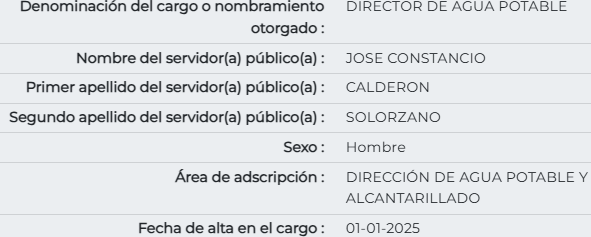 Denominación del cargo o nombramiento DIRECTOR DE AGUA POTABLE
otorgado :
Nombre del servidor(a) público(a) : JOSE CONSTANCIO
Primer apellido del servidor(a) público(a) : CALDERON
Segundo apellido del servidor(a) público(a) : SOLORZANO
Sexo : Hombre
Área de adscripción : DIRECCIÓN DE AGUA POTABLE Y
ALCANTARILLADO
Fecha de alta en el cargo : 01-01-2025